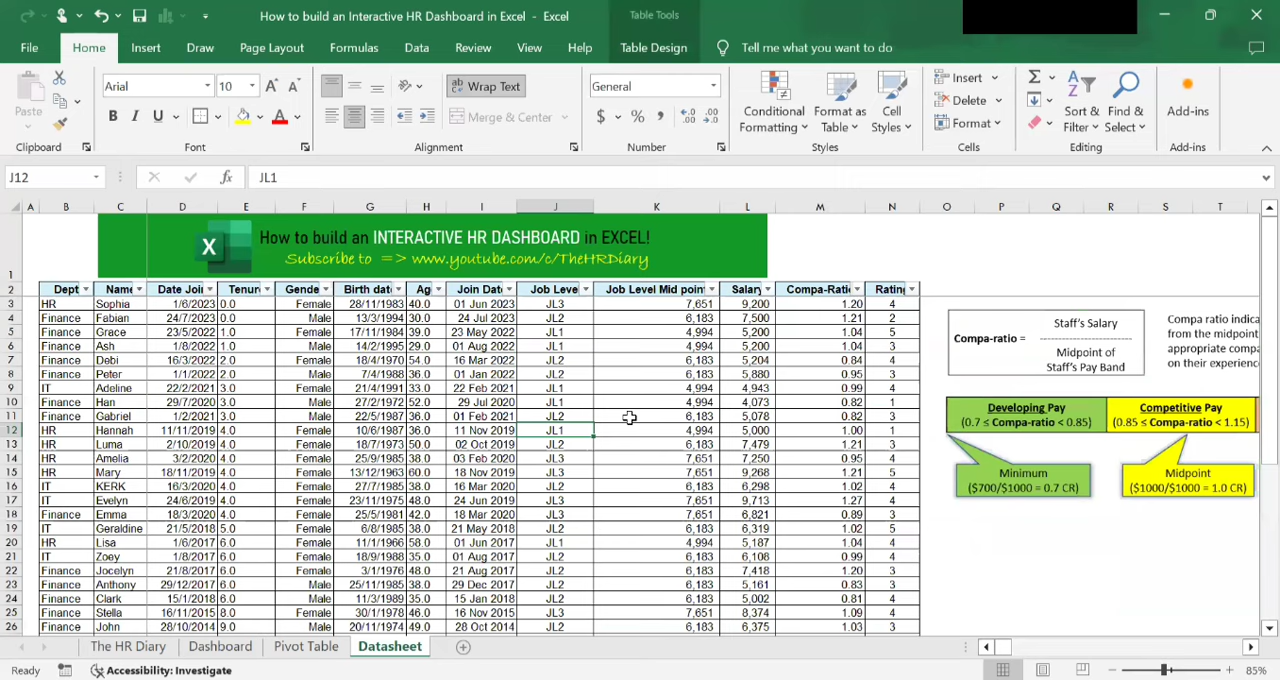 How to build an Interactive HR Dashboard in Excel - Excel
Table Tools
File Home Insert Draw Page Layout Formulas Data Review View Help Table Design Tell me what you want to do
Paste
Clipboard
Arial 10
B I U
Font
Wrap Text
Merge & Center
Alignment
General
$ % ,
Number
Conditional Formatting
Format as Table
Cell Styles
Styles
Insert
Delete
Format
Cells
Sort & Filter
Find & Select
Editing
Add-ins
Add-ins
J12 fx JL1
A B C D E F G H I J K L M N O P Q R S T
How to build an INTERACTIVE HR DASHBOARD in EXCEL!
Subscribe to => www.youtube.com/c/TheHRDiary
1
2 Dept Name Date Join Tenur Gende Birth dat Ag Join Date Job Leve Job Level Mid point Salary Compa-Ratio Rating
3 HR Sophia 1/6/2023 0.0 Female 28/11/1983 40.0 01 Jun 2023 JL3 7,651 9,200 1.20 4
4 Finance Fabian 24/7/2023 0.0 Male 13/3/1994 30.0 24 Jul 2023 JL2 6,183 7,500 1.21 2
5 Finance Grace 23/5/2022 1.0 Female 17/11/1984 39.0 23 May 2022 JL1 4,994 5,200 1.04 5
6 Finance Ash 1/8/2022 1.0 Female 14/2/1995 29.0 01 Aug 2022 JL1 4,994 5,200 1.04 3
7 Finance Debi 16/3/2022 2.0 Female 18/4/1970 54.0 16 Mar 2022 JL2 6,183 5,204 0.84 4
8 Finance Peter 1/1/2022 2.0 Male 7/4/1988 36.0 01 Jan 2022 JL2 6,183 5,880 0.95 3
9 IT Adeline 22/2/2021 3.0 Female 21/4/1991 33.0 22 Feb 2021 JL1 4,994 4,943 0.99 4
10 Finance Han 29/7/2020 3.0 Male 27/2/1972 52.0 29 Jul 2020 JL1 4,994 4,073 0.82 1
11 Finance Gabriel 1/2/2021 3.0 Male 22/5/1987 36.0 01 Feb 2021 JL2 6,183 5,078 0.82 3
12 HR Hannah 11/11/2019 4.0 Female 10/6/1987 36.0 11 Nov 2019 JL1 4,994 5,000 1.00 1
13 HR Luma 2/10/2019 4.0 Female 18/7/1973 50.0 02 Oct 2019 JL2 6,183 7,479 1.21 3
14 HR Amelia 3/2/2020 4.0 Female 25/9/1985 38.0 03 Feb 2020 JL3 7,651 7,250 0.95 4
15 HR Mary 18/11/2019 4.0 Female 13/12/1963 60.0 18 Nov 2019 JL3 7,651 9,268 1.21 5
16 IT KERK 16/3/2020 4.0 Male 27/7/1985 38.0 16 Mar 2020 JL2 6,183 6,298 1.02 4
17 IT Evelyn 24/6/2019 4.0 Female 23/11/1975 48.0 24 Jun 2019 JL3 7,651 9,713 1.27 4
18 Finance Emma 18/3/2020 4.0 Female 25/5/1981 42.0 18 Mar 2020 JL3 7,651 6,821 0.89 3
19 IT Geraldine 21/5/2018 5.0 Female 6/8/1985 38.0 21 May 2018 JL2 6,183 6,319 1.02 5
20 HR Lisa 1/6/2017 6.0 Female 11/1/1966 58.0 01 Jun 2017 JL1 4,994 5,187 1.04 4
21 IT Zoey 1/8/2017 6.0 Female 18/9/1988 35.0 01 Aug 2017 JL2 6,183 6,108 0.99 4
22 Finance Jocelyn 21/8/2017 6.0 Female 3/1/1976 48.0 21 Aug 2017 JL2 6,183 7,418 1.20 3
23 Finance Anthony 29/12/2017 6.0 Male 25/11/1985 38.0 29 Dec 2017 JL2 6,183 5,161 0.83 3
24 Finance Clark 15/1/2018 6.0 Male 11/3/1989 35.0 15 Jan 2018 JL2 6,183 5,002 0.81 4
25 Finance Stella 16/11/2015 8.0 Female 30/1/1978 46.0 16 Nov 2015 JL3 7,651 8,374 1.09 4
26 Finance John 28/10/2014 9.0 Male 20/11/1974 49.0 28 Oct 2014 JL2 6,183 6,375 1.03 3
Compa-ratio =
Staff's Salary
Midpoint of
Staff's Pay Band
Compa ratio indica
from the midpoint
appropriate compa
on their experience
Developing Pay
(0.7 ≤ Compa-ratio < 0.85)
Competitive Pay
(0.85 ≤ Compa-ratio < 1.15)
Minimum
($700/$1000 = 0.7 CR)
Midpoint
($1000/$1000 = 1.0 CR)
The HR Diary Dashboard Pivot Table Datasheet
Ready Accessibility: Investigate 85%